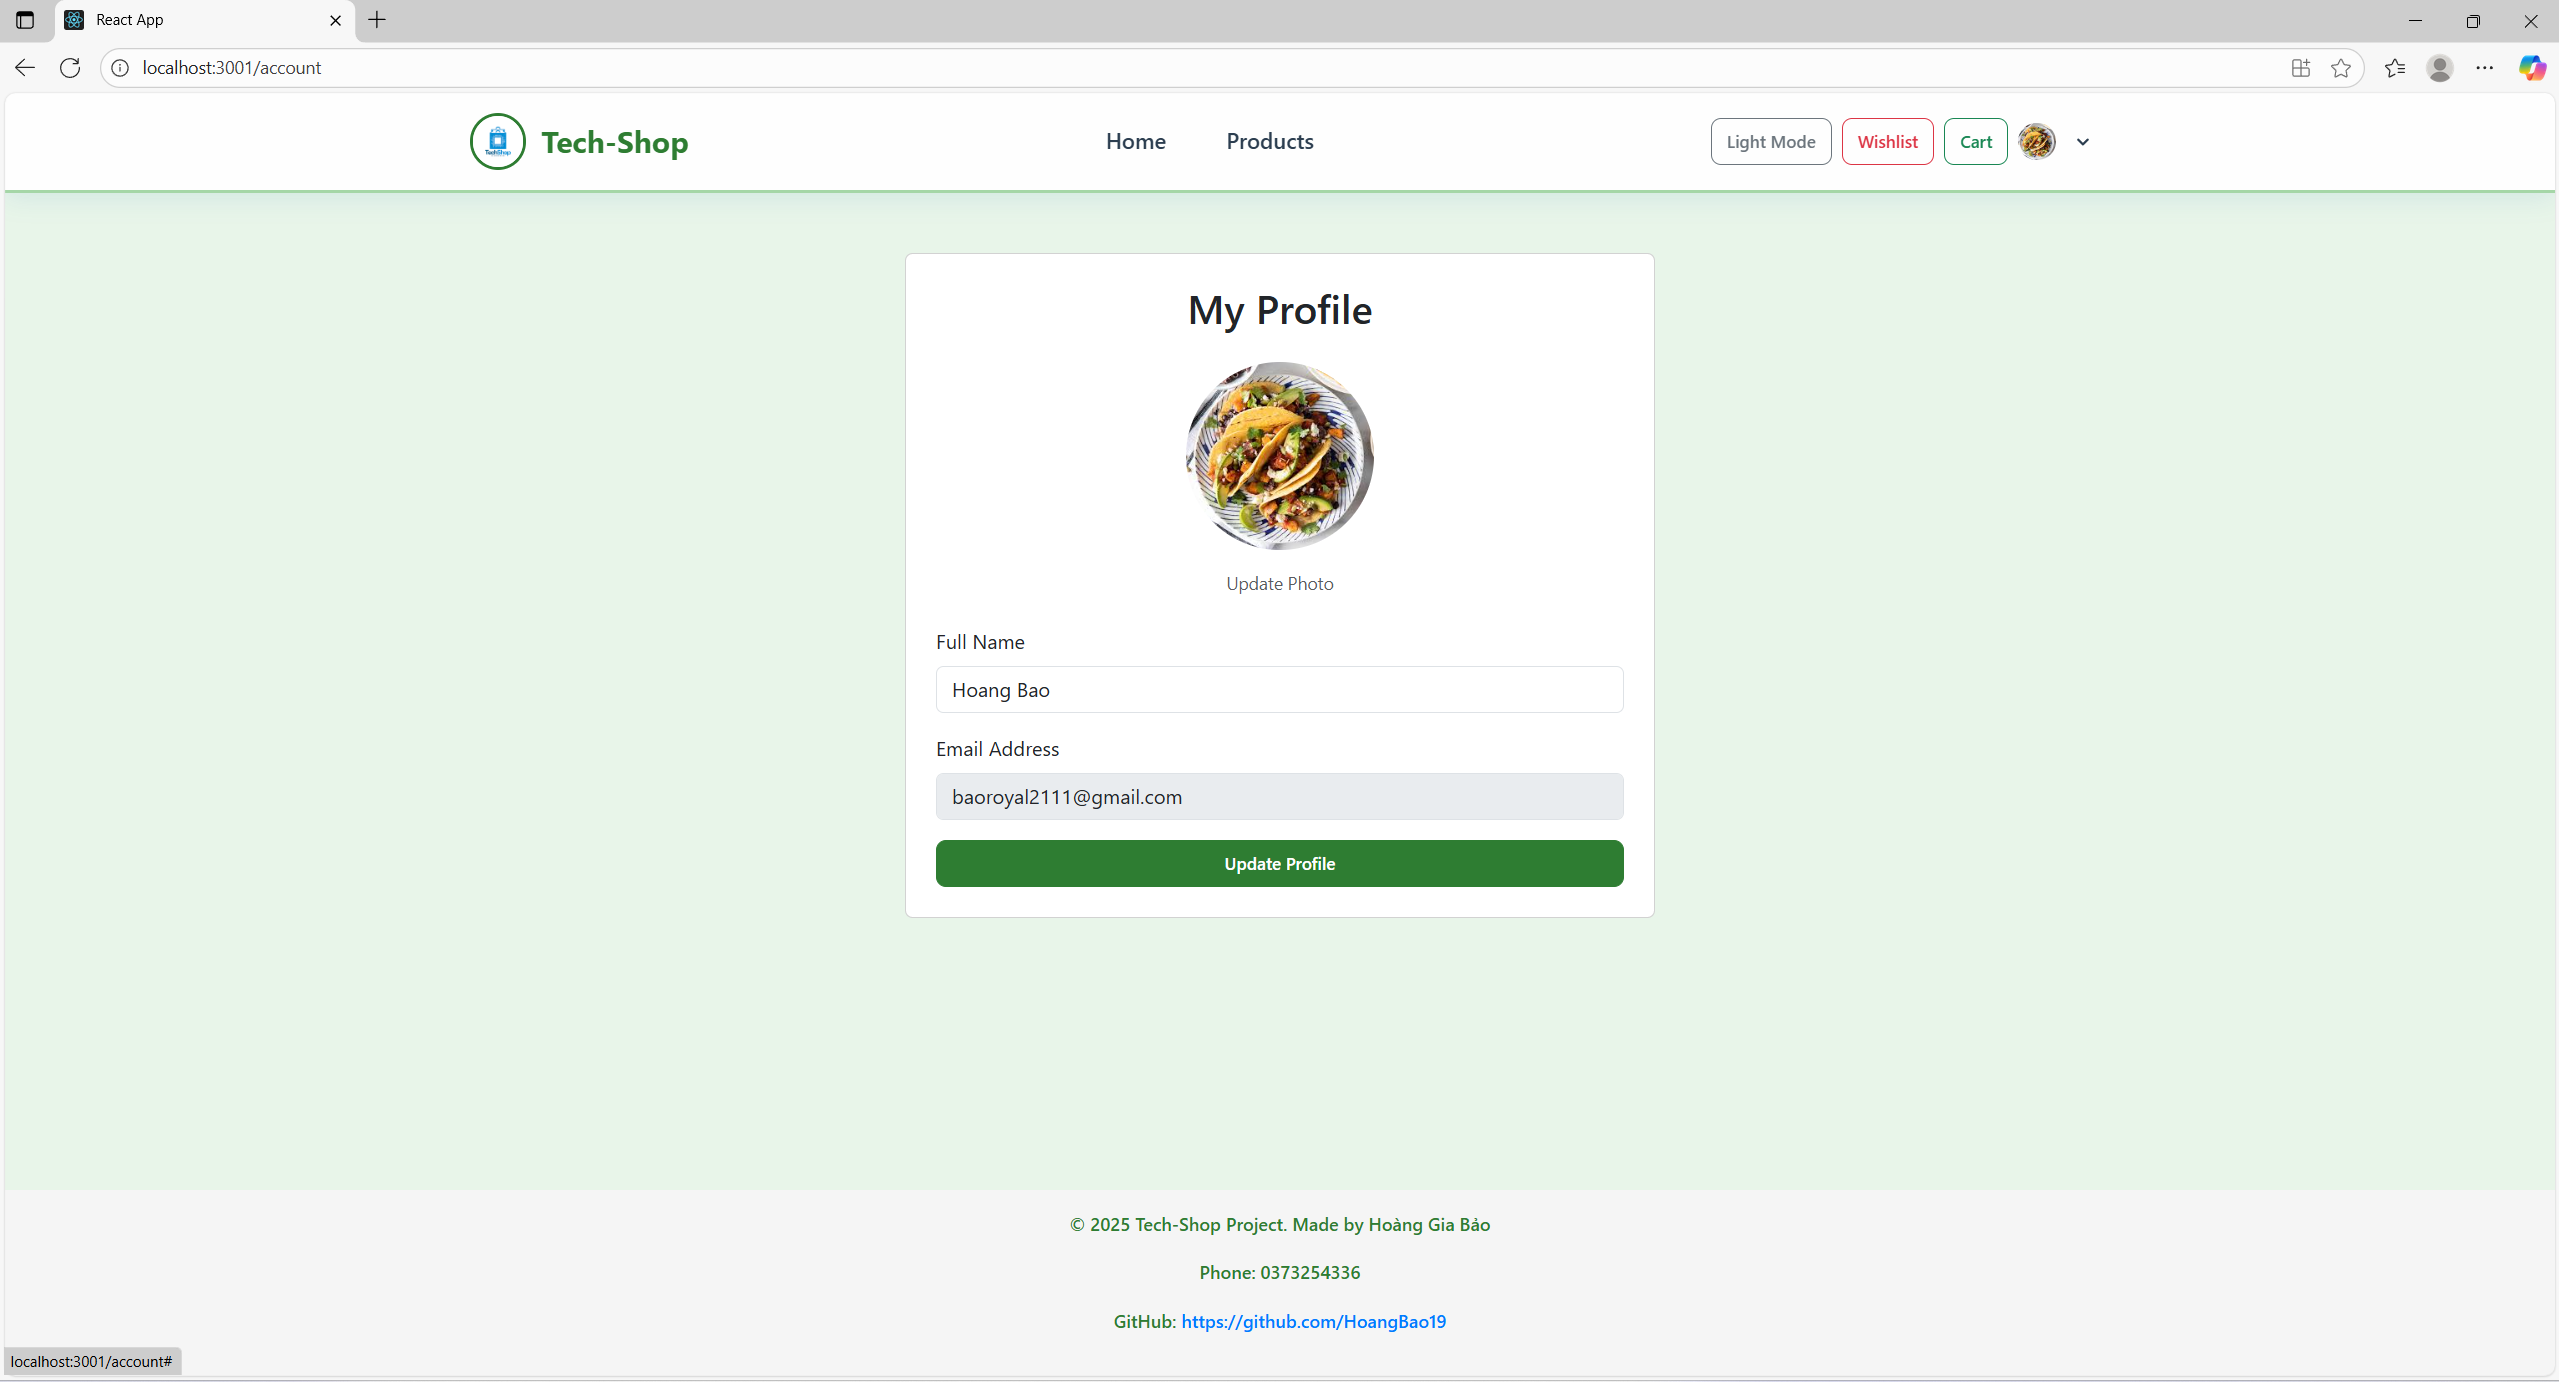 React App
localhost:3001/account
TechShop
Tech-Shop
Home
Products
Light Mode
Wishlist
Cart
My Profile
Update Photo
Full Name
Hoang Bao
Email Address
baoroyal2111@gmail.com
Update Profile
© 2025 Tech-Shop Project. Made by Hoàng Gia Bảo
Phone: 0373254336
GitHub: https://github.com/HoangBao19
localhost:3001/account#